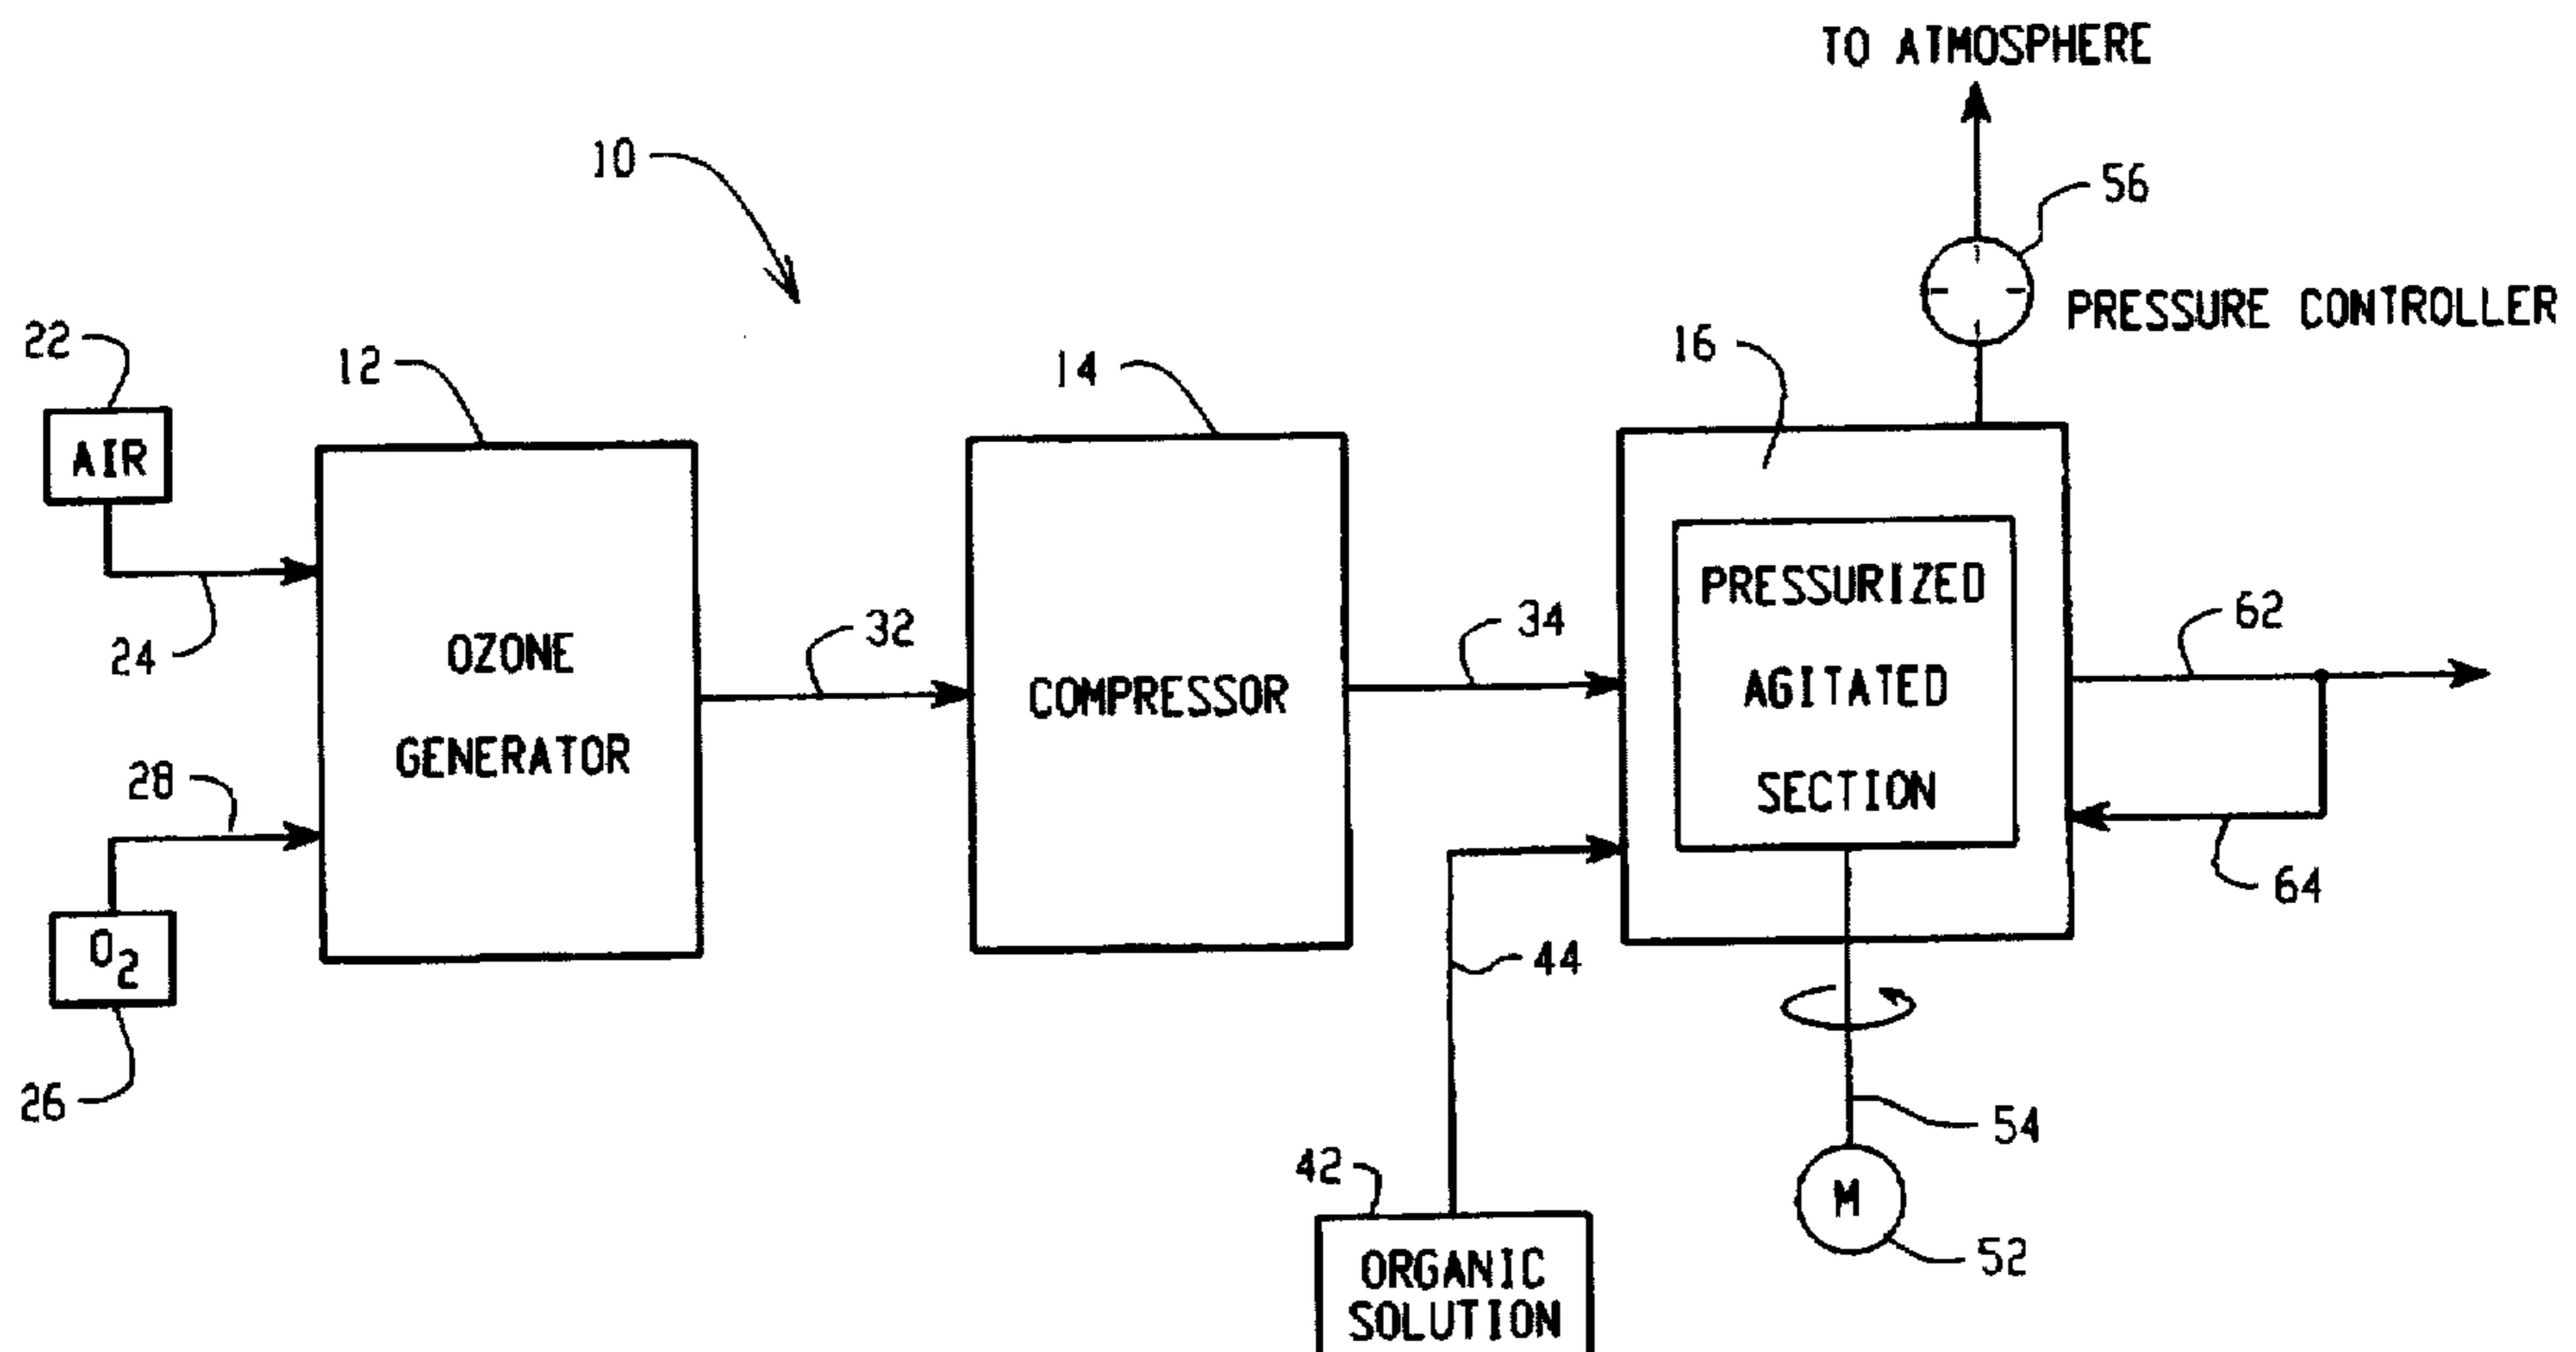 TO ATMOSPHERE
10
56
PRESSURE CONTROLLER
22
12
14
16
AIR
24
OZONE
GENERATOR
32
COMPRESSOR
34
PRESSURIZED
AGITATED
SECTION
62
28
64
O2
44
26
54
42
M
52
ORGANIC
SOLUTION